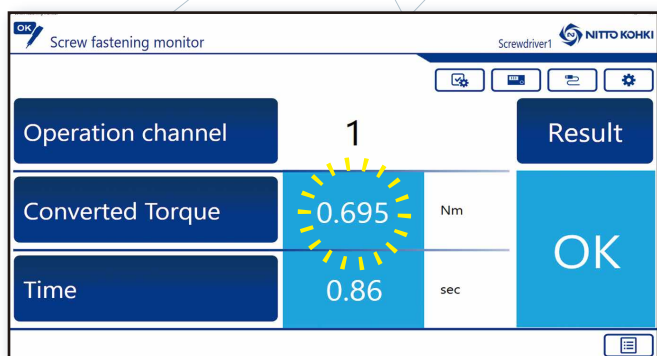 OK
Screw fastening monitor
Screwdriver1
NITTO KOHKI
Operation channel
1
Result
Converted Torque
0.695
Nm
OK
Time
0.86
sec